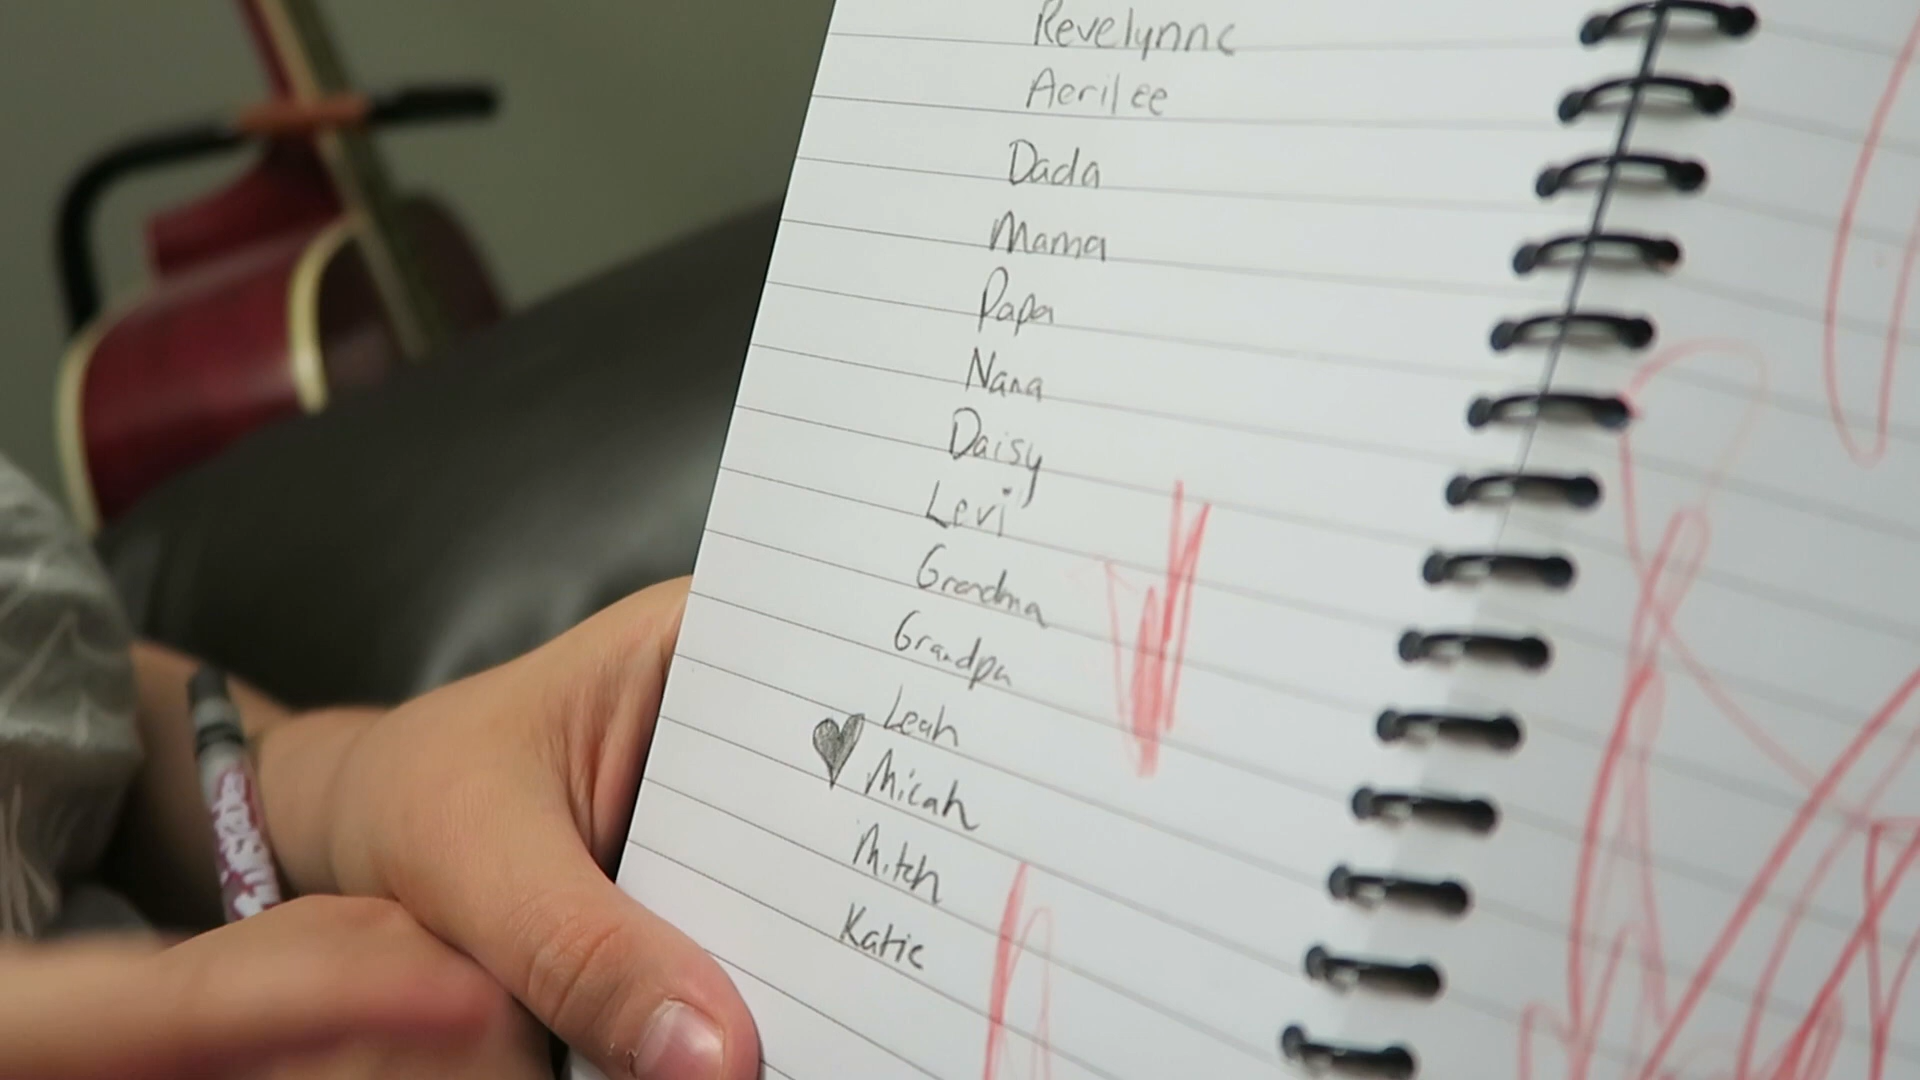 Revelynne
Aerilee
Dada
Mama
Papa
Nana
Daisy
Levi
Grandma
Grandpa
Leah
Micah
Mitch
Katie